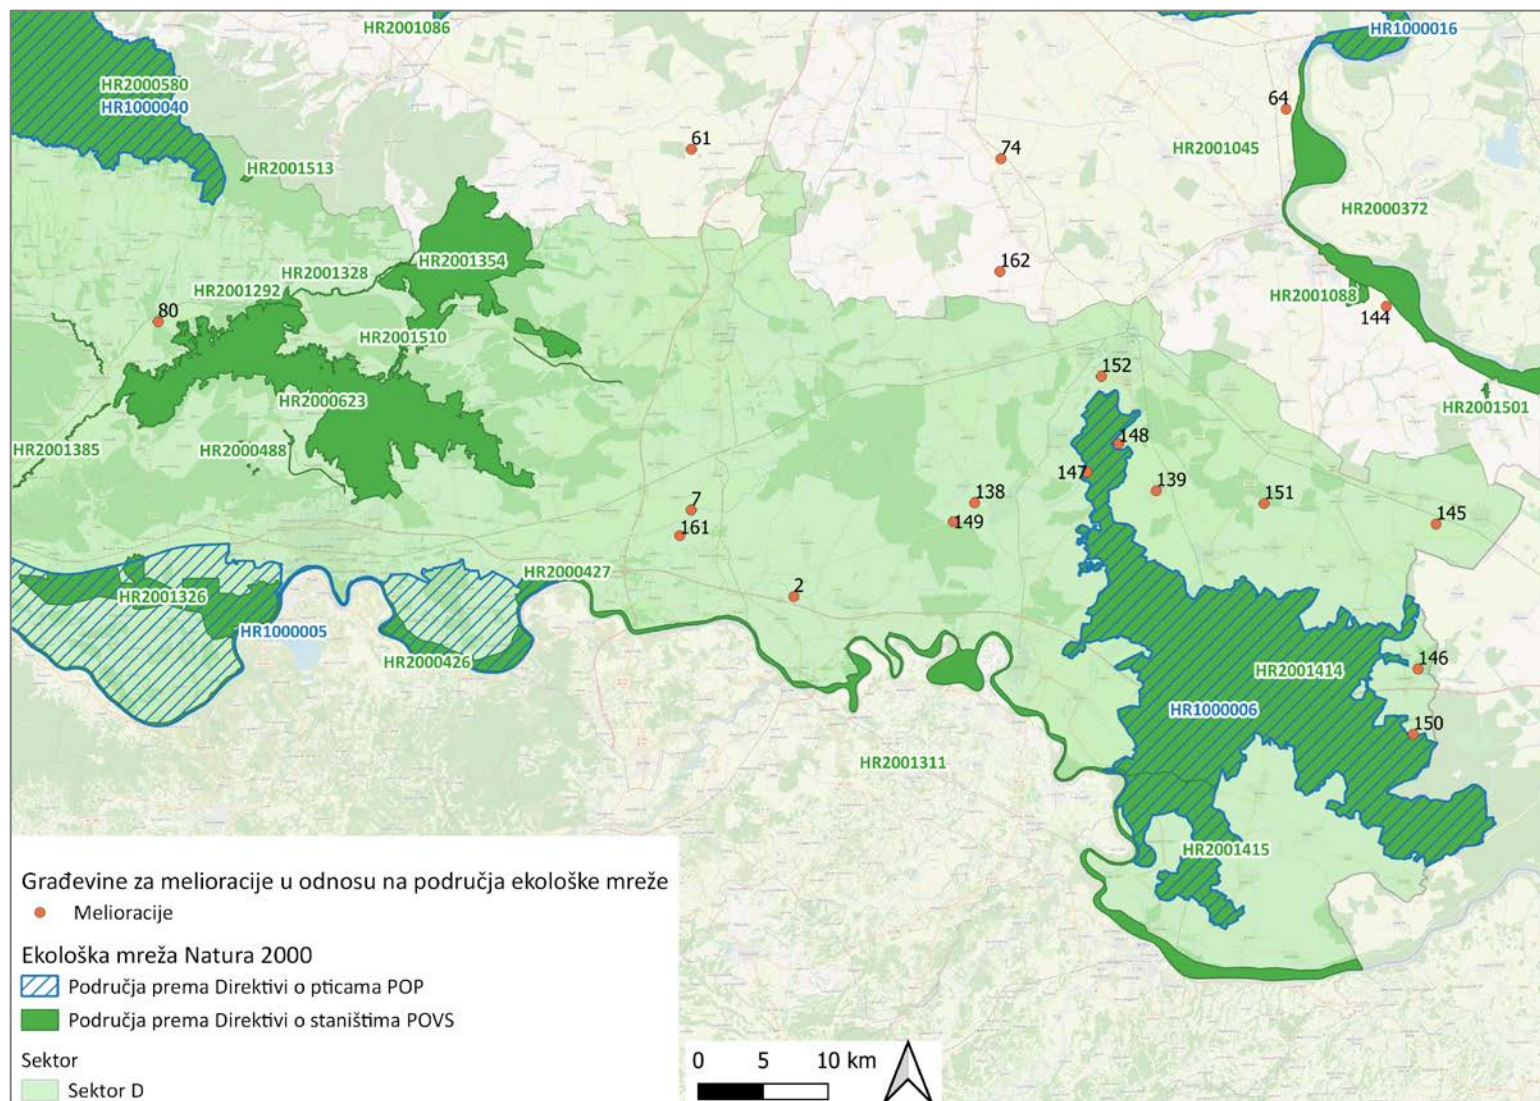 HR2001086
HR1000016
HR2000580
HR1000040
64
61
74
HR2001045
HR2001513
HR2000372
HR2001354
162
HR2001328
HR2001292
HR2001088
80
144
HR2001510
152
HR2000623
HR2001501
HR2001385
HR2000488
148
147
139
138
7
151
149
145
161
HR2000427
2
HR2001326
HR1000005
HR2000426
146
HR2001414
HR1000006
150
HR2001311
HR2001415
Građevine za melioracije u odnosu na područja ekološke mreže
Melioracije
Ekološka mreža Natura 2000
Područja prema Direktivi o pticama POP
Područja prema Direktivi o staništima POVS
Sektor
Sektor D
0 5 10 km